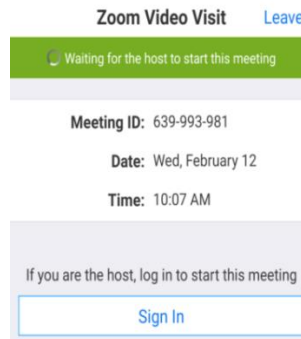 Zoom Video Visit Leave
Waiting for the host to start this meeting
Meeting ID: 639-993-981
Date: Wed, February 12
Time: 10:07 AM
If you are the host, log in to start this meeting
Sign In